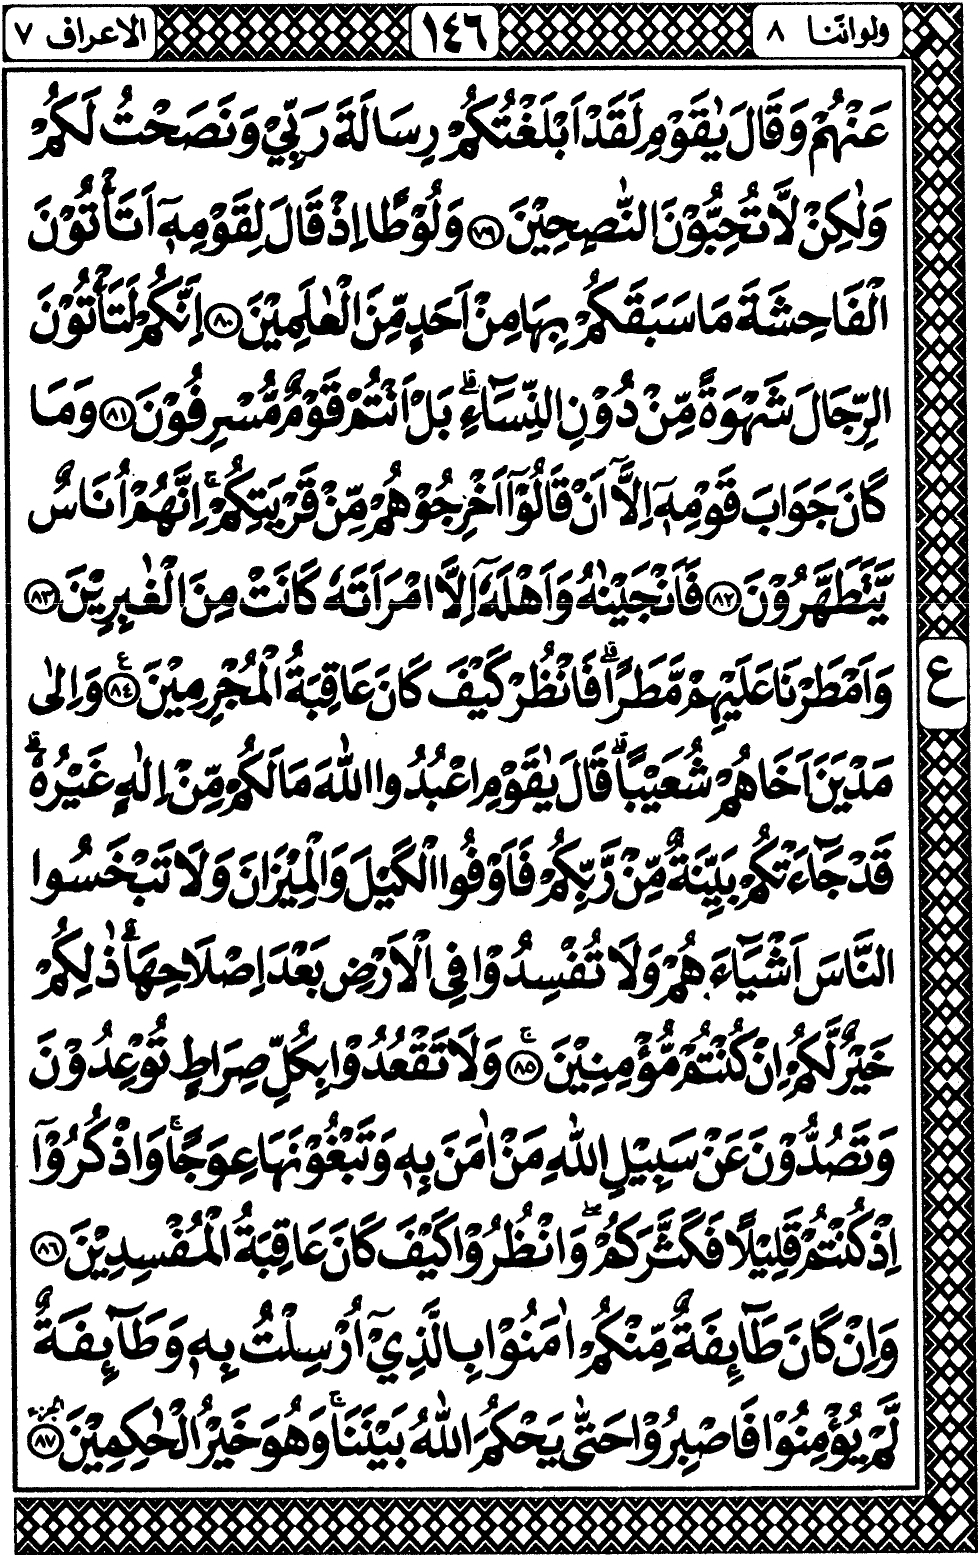 ولواننا ٨
١٤٦
الاعراف ٧
عَنْهُمْ وَقَالَ يٰقَوْمِ لَقَدْ اَبْلَغْتُكُمْ رِسَالَةَ رَبِّيْ وَنَصَحْتُ لَكُمْ
وَلٰكِنْ لَّا تُحِبُّوْنَ النّٰصِحِيْنَ ﴿٧٩﴾ وَلُوْطًا اِذْ قَالَ لِقَوْمِهٖٓ اَتَاْتُوْنَ
الْفَاحِشَةَ مَا سَبَقَكُمْ بِهَا مِنْ اَحَدٍ مِّنَ الْعٰلَمِيْنَ ﴿٨٠﴾ اِنَّكُمْ لَتَاْتُوْنَ
الرِّجَالَ شَهْوَةً مِّنْ دُوْنِ النِّسَآءِ ؕ بَلْ اَنْتُمْ قَوْمٌ مُّسْرِفُوْنَ ﴿٨١﴾ وَمَا
كَانَ جَوَابَ قَوْمِهٖٓ اِلَّآ اَنْ قَالُوْٓا اَخْرِجُوْهُمْ مِّنْ قَرْيَتِكُمْ ۚ اِنَّهُمْ اُنَاسٌ
يَّتَطَهَّرُوْنَ ﴿٨٢﴾ فَاَنْجَيْنٰهُ وَاَهْلَهٗٓ اِلَّا امْرَاَتَهٗ كَانَتْ مِنَ الْغٰبِرِيْنَ ﴿٨٣﴾
وَاَمْطَرْنَا عَلَيْهِمْ مَّطَرًا ؕ فَانْظُرْ كَيْفَ كَانَ عَاقِبَةُ الْمُجْرِمِيْنَ ﴿٨٤﴾ ع وَاِلٰى
ع
مَدْيَنَ اَخَاهُمْ شُعَيْبًا ؕ قَالَ يٰقَوْمِ اعْبُدُوا اللّٰهَ مَا لَكُمْ مِّنْ اِلٰهٍ غَيْرُهٗ ؕ
قَدْ جَآءَتْكُمْ بَيِّنَةٌ مِّنْ رَّبِّكُمْ فَاَوْفُوا الْكَيْلَ وَالْمِيْزَانَ وَلَا تَبْخَسُوا
النَّاسَ اَشْيَآءَهُمْ وَلَا تُفْسِدُوْا فِي الْاَرْضِ بَعْدَ اِصْلَاحِهَا ؕ ذٰلِكُمْ
خَيْرٌ لَّكُمْ اِنْ كُنْتُمْ مُّؤْمِنِيْنَ ﴿٨٥﴾ ۚ وَلَا تَقْعُدُوْا بِكُلِّ صِرَاطٍ تُوْعِدُوْنَ
وَتَصُدُّوْنَ عَنْ سَبِيْلِ اللّٰهِ مَنْ اٰمَنَ بِهٖ وَتَبْغُوْنَهَا عِوَجًا ۚ وَاذْكُرُوْٓا
اِذْ كُنْتُمْ قَلِيْلًا فَكَثَّرَكُمْ ۖ وَانْظُرُوْا كَيْفَ كَانَ عَاقِبَةُ الْمُفْسِدِيْنَ ﴿٨٦﴾
وَاِنْ كَانَ طَآئِفَةٌ مِّنْكُمْ اٰمَنُوْا بِالَّذِيْٓ اُرْسِلْتُ بِهٖ وَطَآئِفَةٌ
لَّمْ يُؤْمِنُوْا فَاصْبِرُوْا حَتّٰى يَحْكُمَ اللّٰهُ بَيْنَنَا ۚ وَهُوَ خَيْرُ الْحٰكِمِيْنَ ﴿٨٧﴾ الجزء